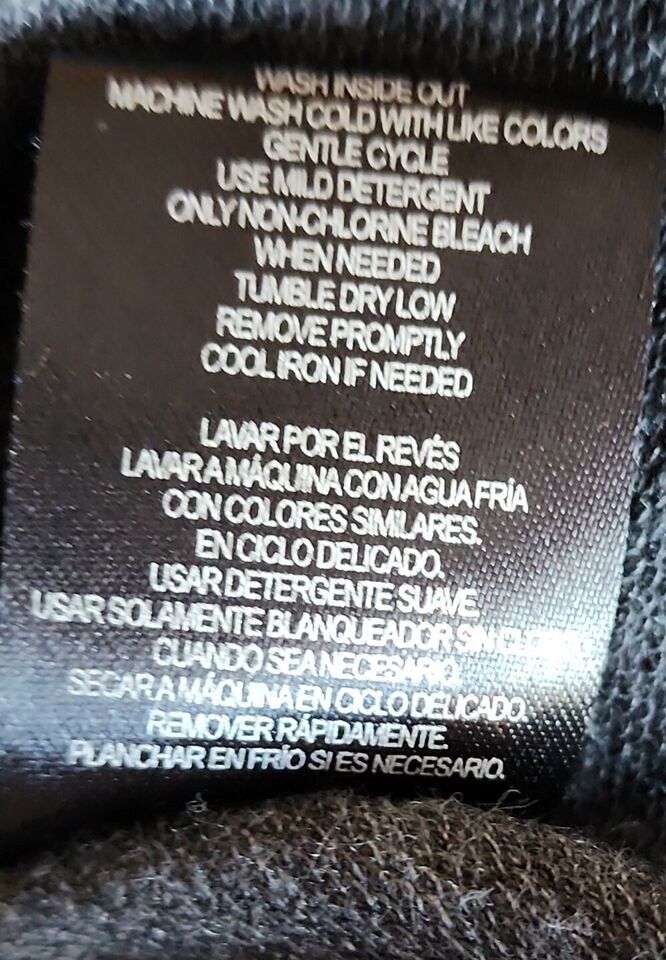 WASH INSIDE OUT
MACHINE WASH COLD WITH LIKE COLORS
GENTLE CYCLE
USE MILD DETERGENT
ONLY NON-CHLORINE BLEACH
WHEN NEEDED
TUMBLE DRY LOW
REMOVE PROMPTLY
COOL IRON IF NEEDED
LAVAR POR EL REVÉS
LAVAR A MÁQUINA CON AGUA FRÍA
CON COLORES SIMILARES.
EN CICLO DELICADO.
USAR DETERGENTE SUAVE.
USAR SOLAMENTE BLANQUEADOR SIN
CUANDO SEA NECESARIO.
SECAR A MÁQUINA EN CICLO DELICADO.
REMOVER RÁPIDAMENTE.
PLANCHAR EN FRÍO SI ES NECESARIO.